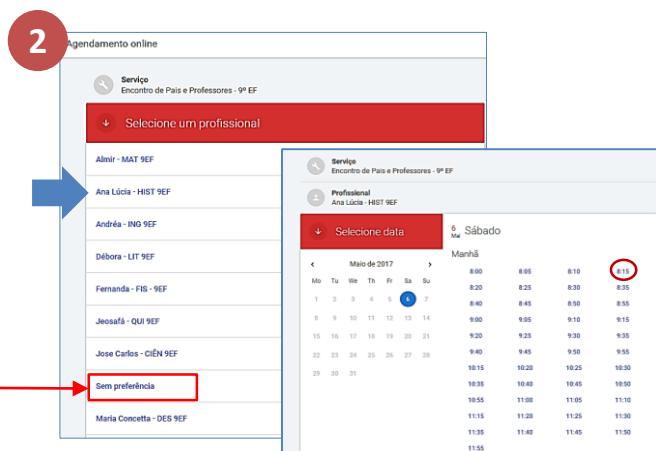 2
Agendamento online
Serviço
Encontro de Pais e Professores - 9º EF
Selecione um profissional
Almir - MAT 9EF
Ana Lúcia - HIST 9EF
Andréa - ING 9EF
Débora - LIT 9EF
Fernanda - FIS - 9EF
Jeosafá - QUI 9EF
Jose Carlos - CIÊN 9EF
Sem preferência
Maria Concetta - DES 9EF
Serviço
Encontro de Pais e Professores - 9º EF
Profissional
Ana Lúcia - HIST 9EF
Selecione data
‹ Maio de 2017 ›
Mo Tu We Th Fr Sa Su
1 2 3 4 5 6 7
8 9 10 11 12 13 14
15 16 17 18 19 20 21
22 23 24 25 26 27 28
29 30 31
6 Mai Sábado
Manhã
8:00 8:05 8:10 8:15
8:20 8:25 8:30 8:35
8:40 8:45 8:50 8:55
9:00 9:05 9:10 9:15
9:20 9:25 9:30 9:35
9:40 9:45 9:50 9:55
10:15 10:20 10:25 10:30
10:35 10:40 10:45 10:50
10:55 11:00 11:05 11:10
11:15 11:20 11:25 11:30
11:35 11:40 11:45 11:50
11:55